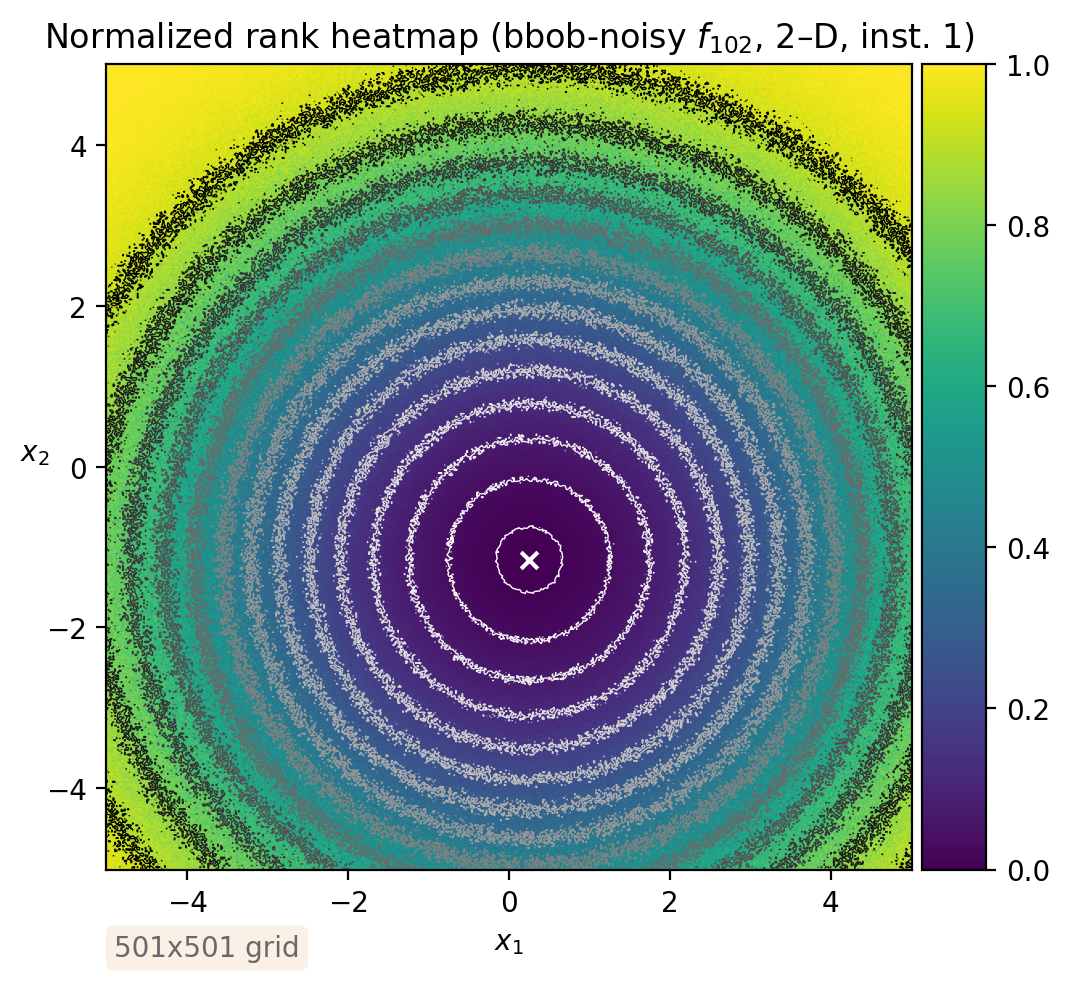 Normalized rank heatmap (bbob-noisy f₁₀₂, 2–D, inst. 1)
1.0
0.8
0.6
0.4
0.2
0.0
x₂
4
2
0
−2
−4
−4 −2 0 2 4
x₁
501x501 grid